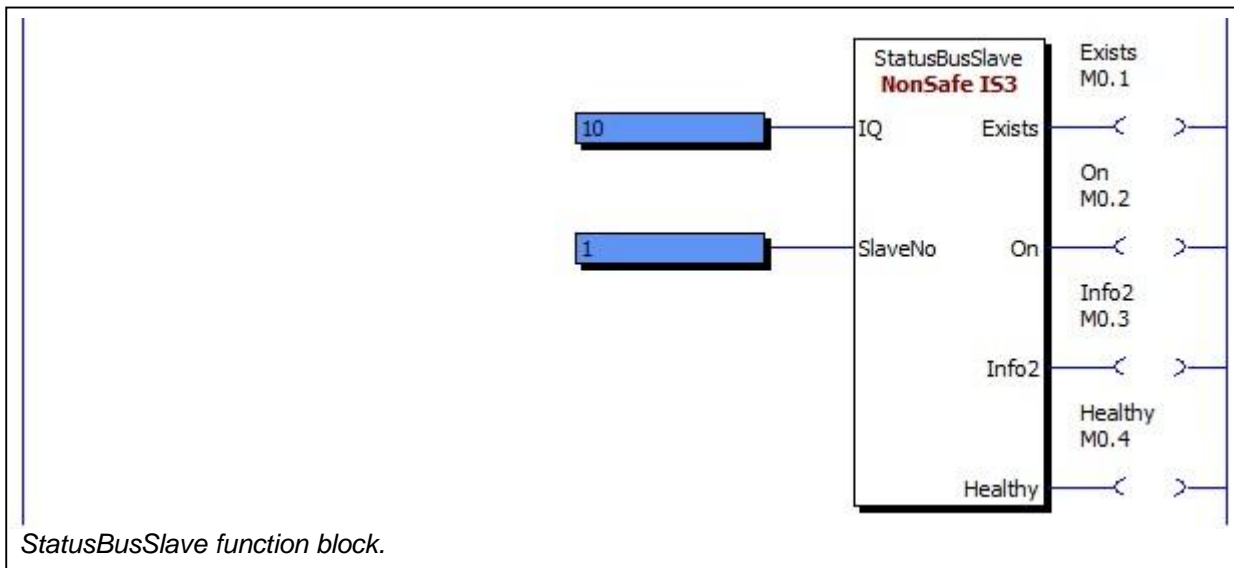 StatusBusSlave
NonSafe IS3
Exists
M0.1
10
IQ
Exists
On
M0.2
1
SlaveNo
On
Info2
M0.3
Info2
Healthy
M0.4
Healthy
StatusBusSlave function block.